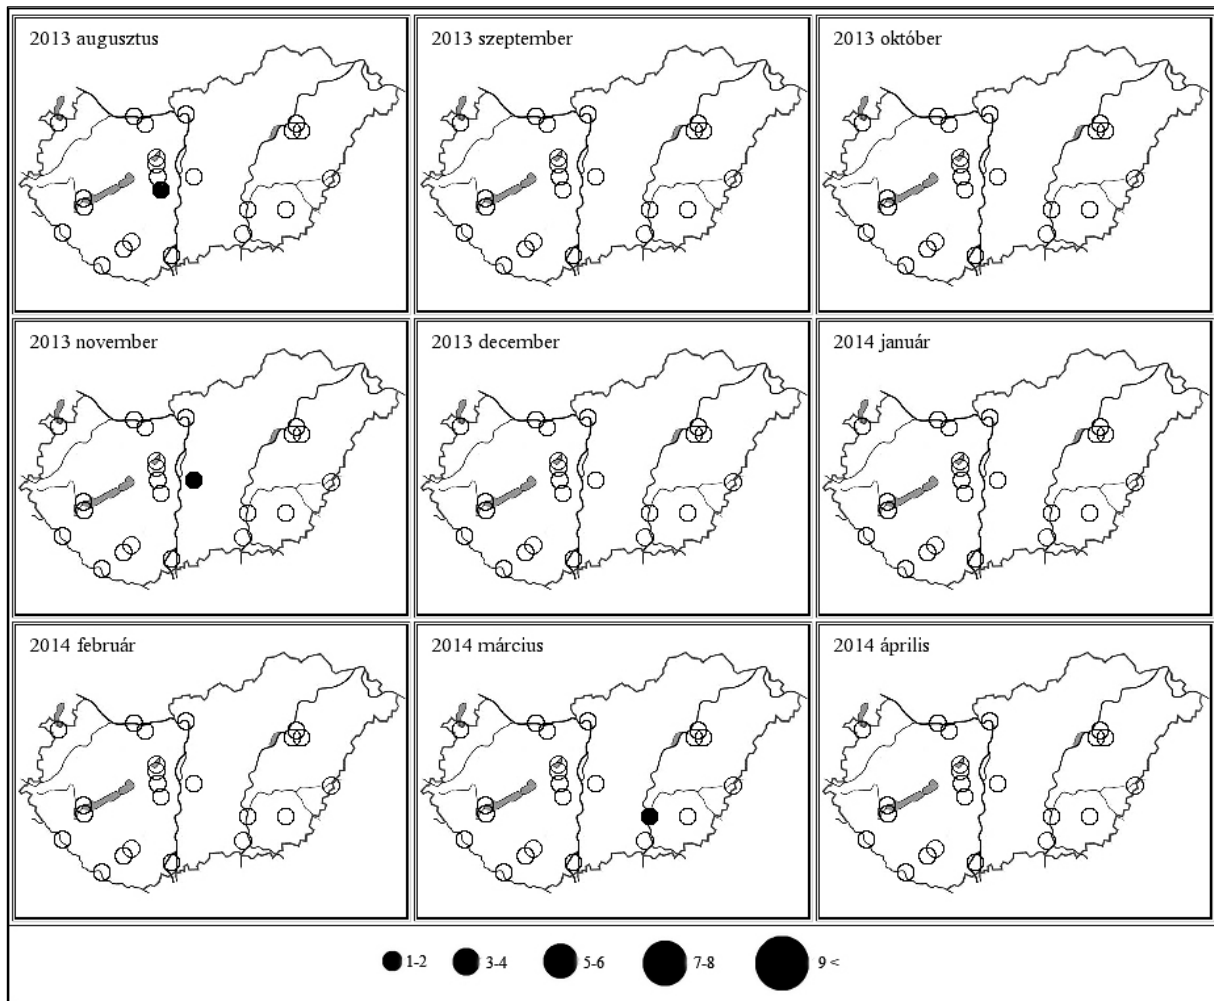 2013 augusztus
2013 szeptember
2013 október
2013 november
2013 december
2014 január
2014 február
2014 március
2014 április
1-2
3-4
5-6
7-8
9 <